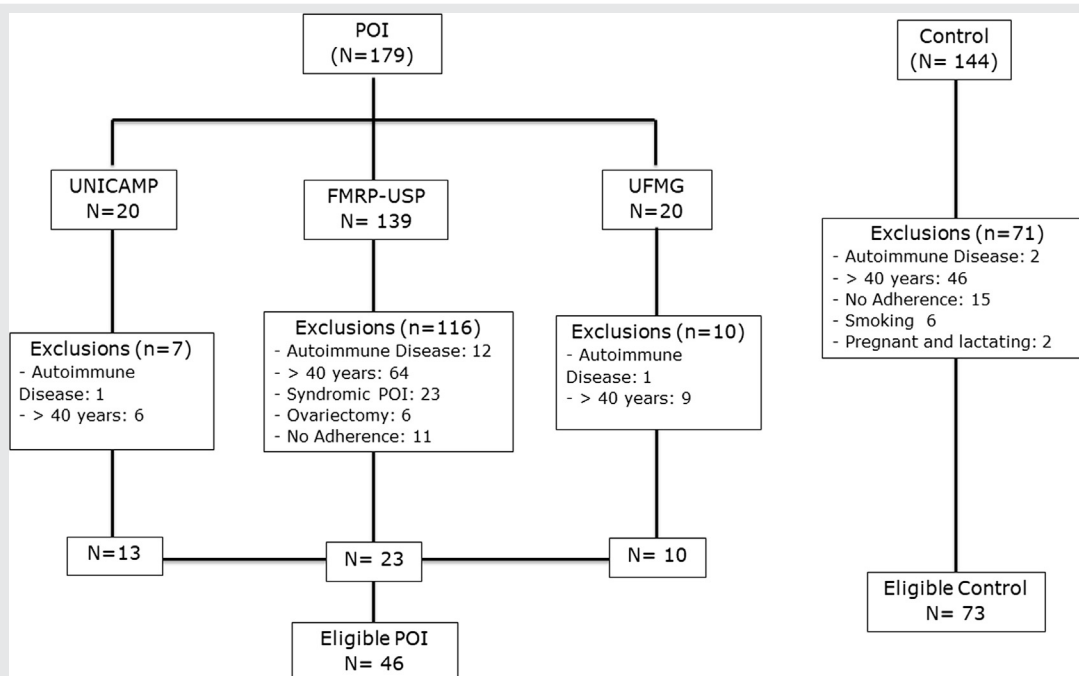 POI
(N=179)
Control
(N= 144)
UNICAMP
N=20
FMRP-USP
N= 139
UFMG
N=20
Exclusions (n=71)
- Autoimmune Disease: 2
- > 40 years: 46
- No Adherence: 15
- Smoking  6
- Pregnant and lactating: 2
Exclusions (n=7)
- Autoimmune
Disease: 1
- > 40 years: 6
Exclusions (n=116)
- Autoimmune Disease: 12
- > 40 years: 64
- Syndromic POI: 23
- Ovariectomy: 6
- No Adherence: 11
Exclusions (n=10)
- Autoimmune
Disease: 1
- > 40 years: 9
N=13
N= 23
N= 10
Eligible POI
N= 46
Eligible Control
N= 73